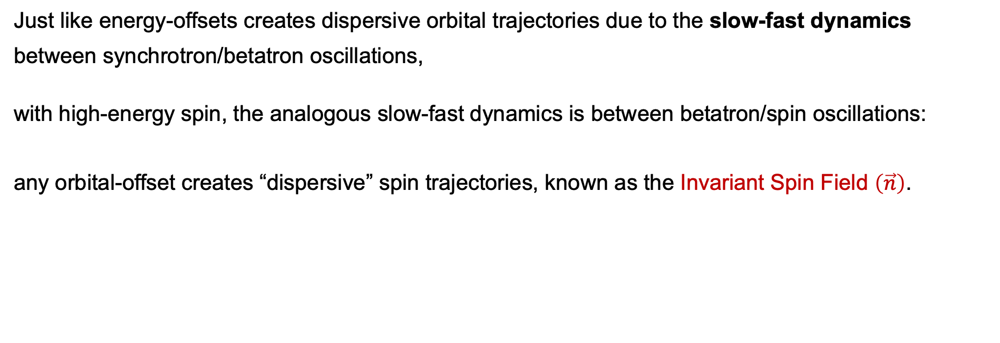 Just like energy-offsets creates dispersive orbital trajectories due to the slow-fast dynamics
between synchrotron/betatron oscillations,
with high-energy spin, the analogous slow-fast dynamics is between betatron/spin oscillations:
any orbital-offset creates “dispersive” spin trajectories, known as the Invariant Spin Field (n⃗).